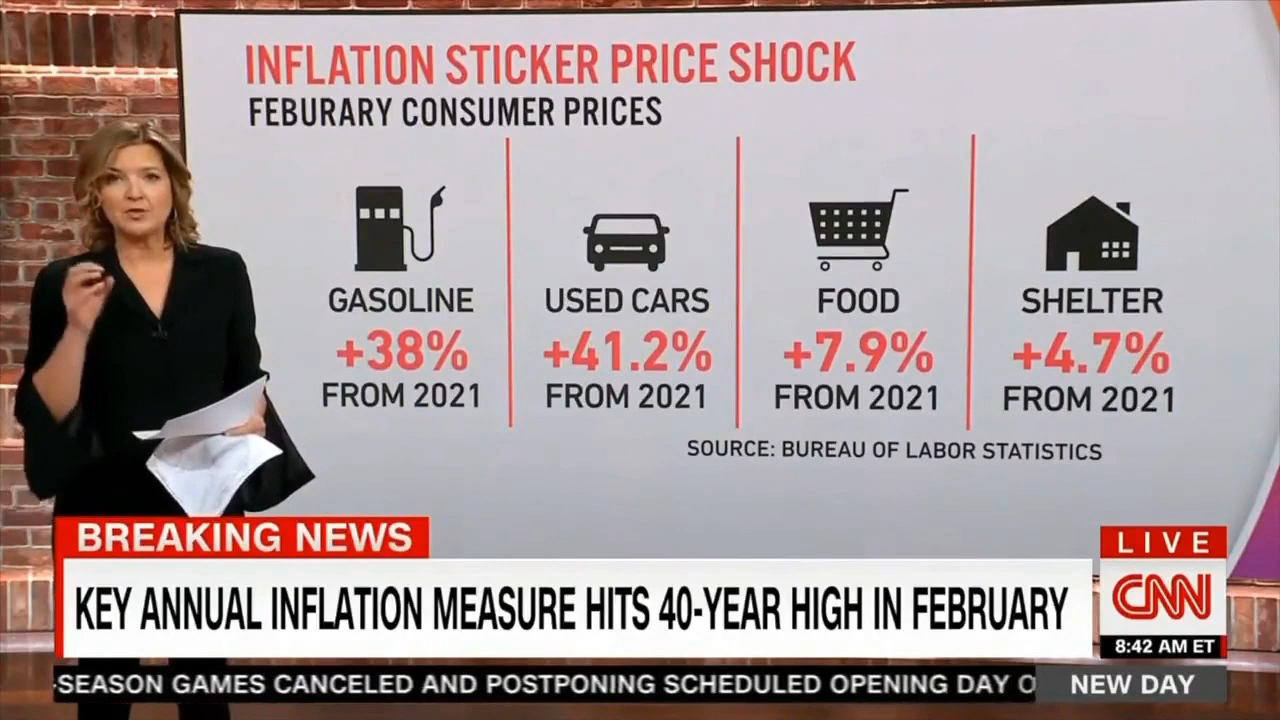 INFLATION STICKER PRICE SHOCK
FEBURARY CONSUMER PRICES
GASOLINE
+38%
FROM 2021
USED CARS
+41.2%
FROM 2021
FOOD
+7.9%
FROM 2021
SHELTER
+4.7%
FROM 2021
SOURCE: BUREAU OF LABOR STATISTICS
BREAKING NEWS
KEY ANNUAL INFLATION MEASURE HITS 40-YEAR HIGH IN FEBRUARY
LIVE
CNN
8:42 AM ET
-SEASON GAMES CANCELED AND POSTPONING SCHEDULED OPENING DAY O
NEW DAY